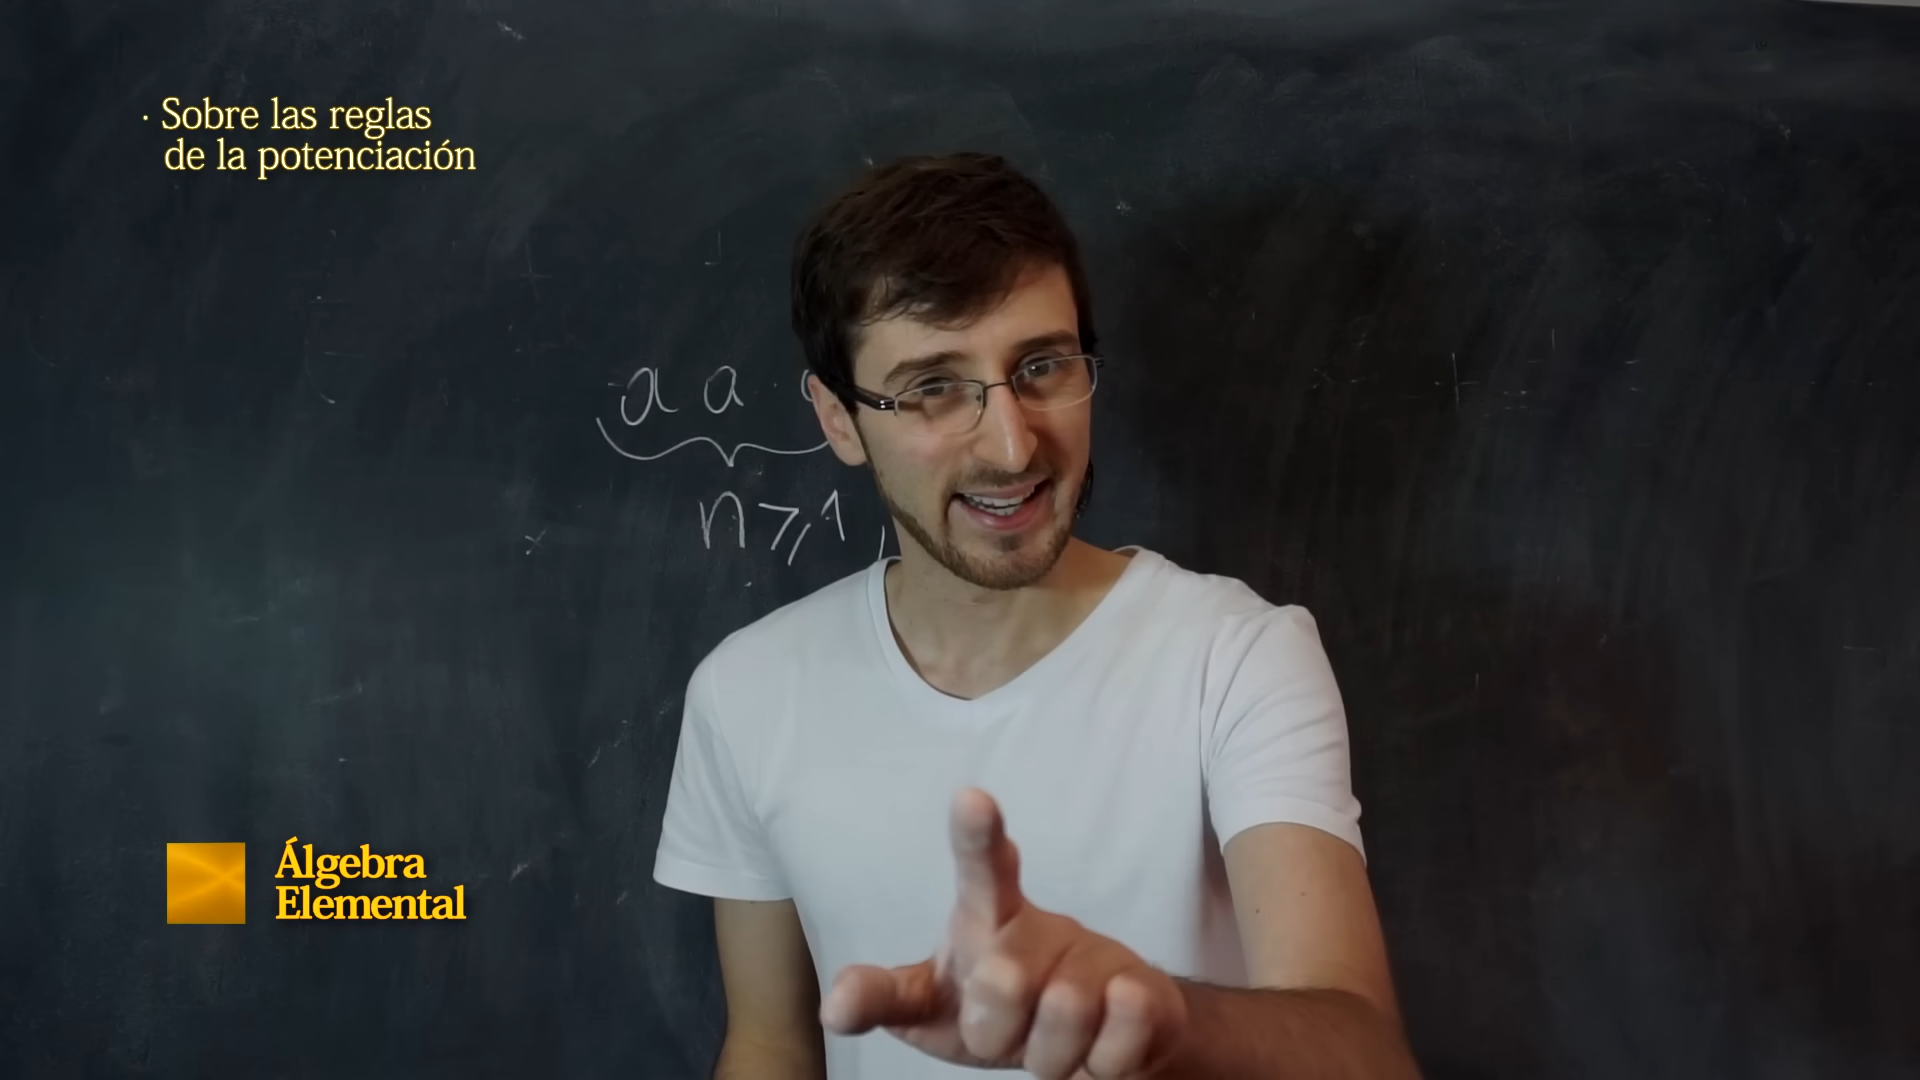 · Sobre las reglas
de la potenciación
a a
n⩾1
Álgebra
Elemental